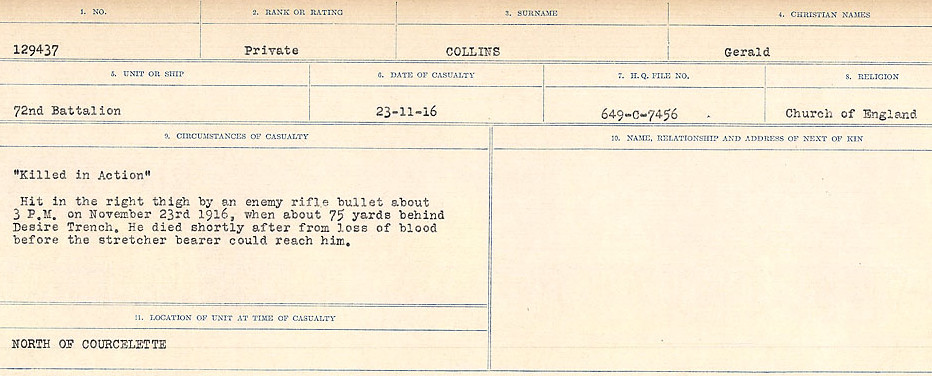 1. NO.
2. RANK OR RATING
3. SURNAME
4. CHRISTIAN NAMES
129437
Private
COLLINS
Gerald
5. UNIT OR SHIP
6. DATE OF CASUALTY
7. H.Q. FILE NO.
8. RELIGION
72nd Battalion
23-11-16
649-C-7456
Church of England
9. CIRCUMSTANCES OF CASUALTY
10. NAME, RELATIONSHIP AND ADDRESS OF NEXT OF KIN
"Killed in Action"
Hit in the right thigh by an enemy rifle bullet about
3 P.M. on November 23rd 1916, when about 75 yards behind
Desire Trench. He died shortly after from loss of blood
before the stretcher bearer could reach him.
11. LOCATION OF UNIT AT TIME OF CASUALTY
NORTH OF COURCELETTE